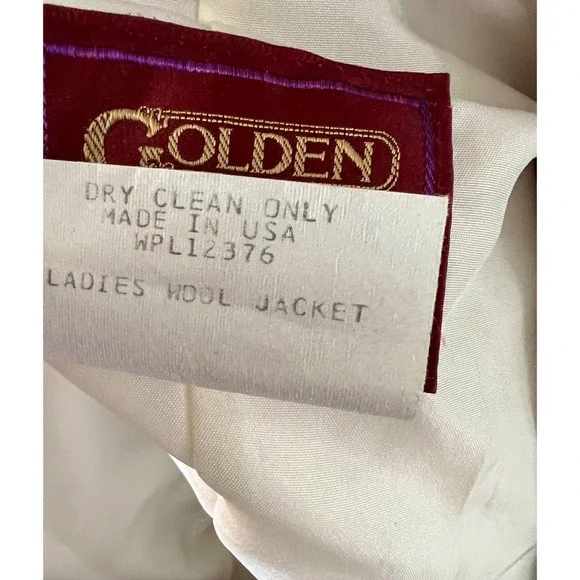 GOLDEN
DRY CLEAN ONLY
MADE IN USA
WPL12376
LADIES WOOL JACKET